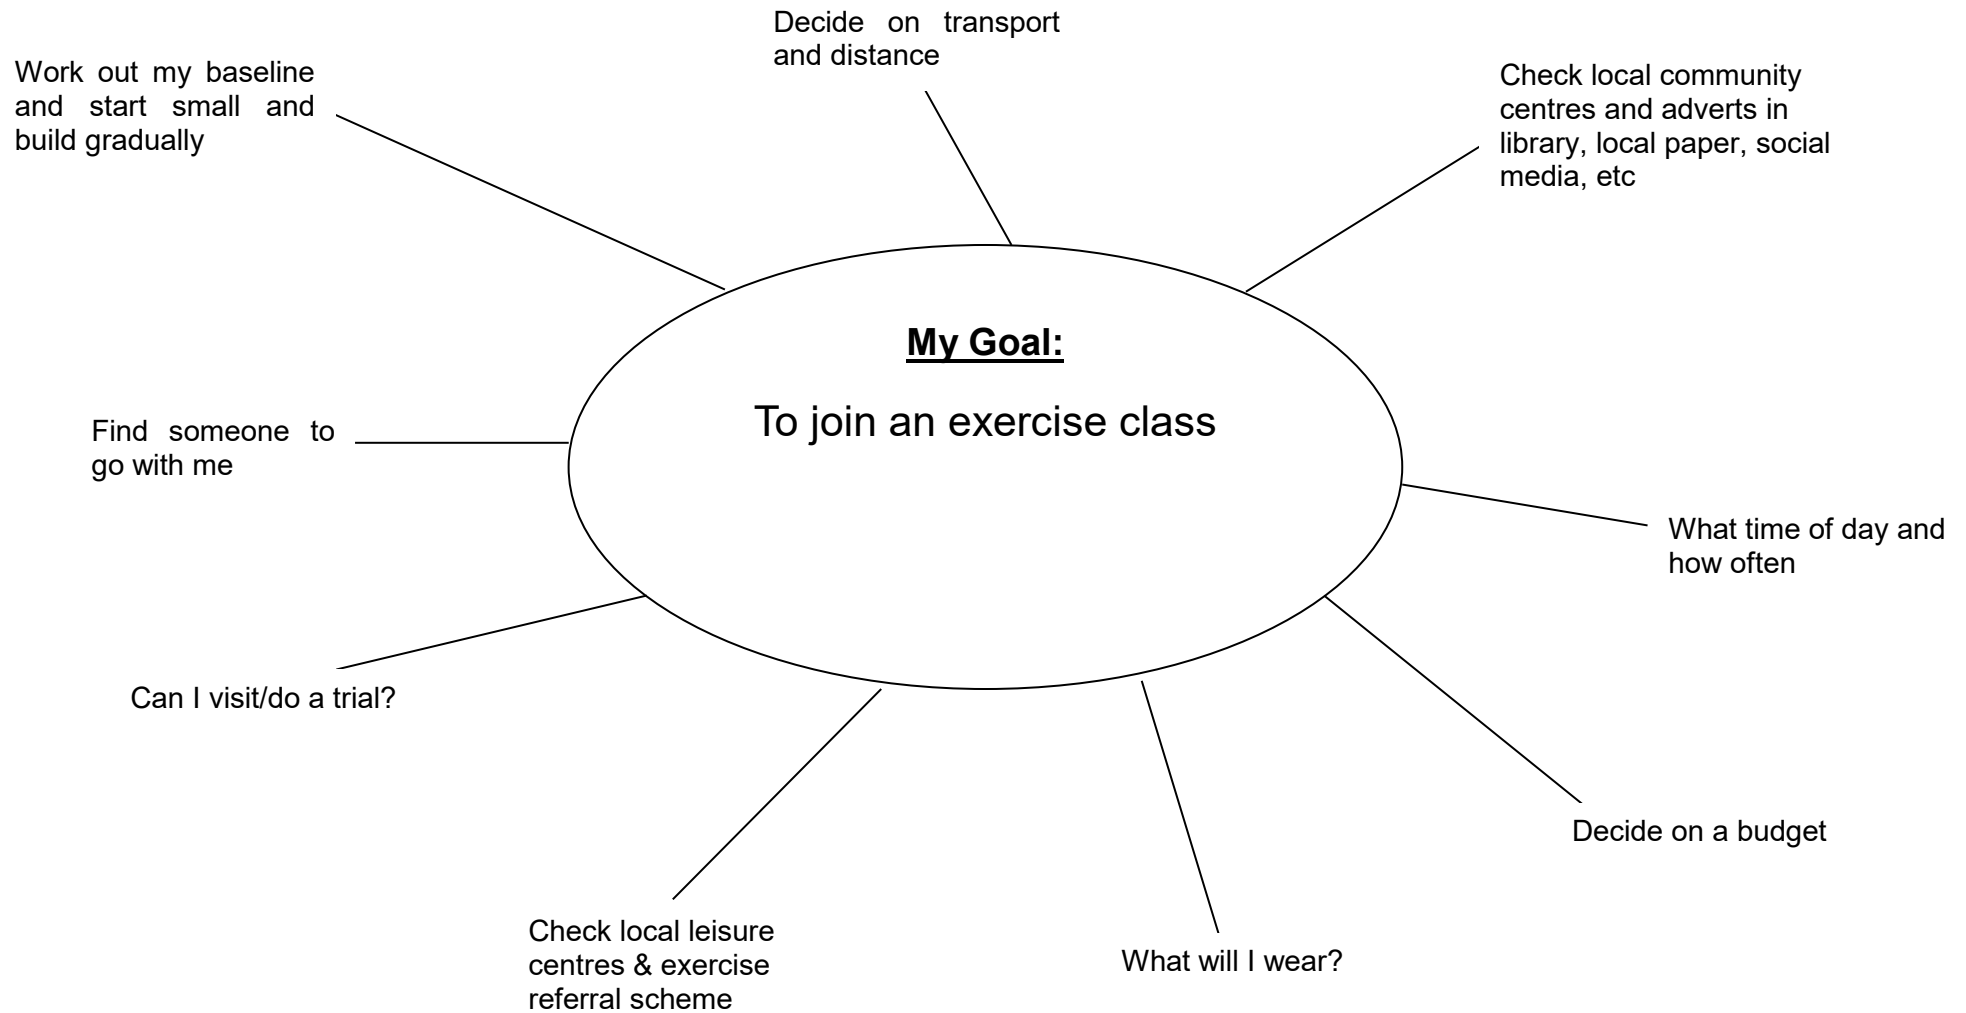 Decide on transport
and distance
Work out my baseline
and start small and
build gradually
Check local community
centres and adverts in
library, local paper, social
media, etc
My Goal:
To join an exercise class
Find someone to
go with me
What time of day and
how often
Can I visit/do a trial?
Decide on a budget
Check local leisure
centres & exercise
referral scheme
What will I wear?